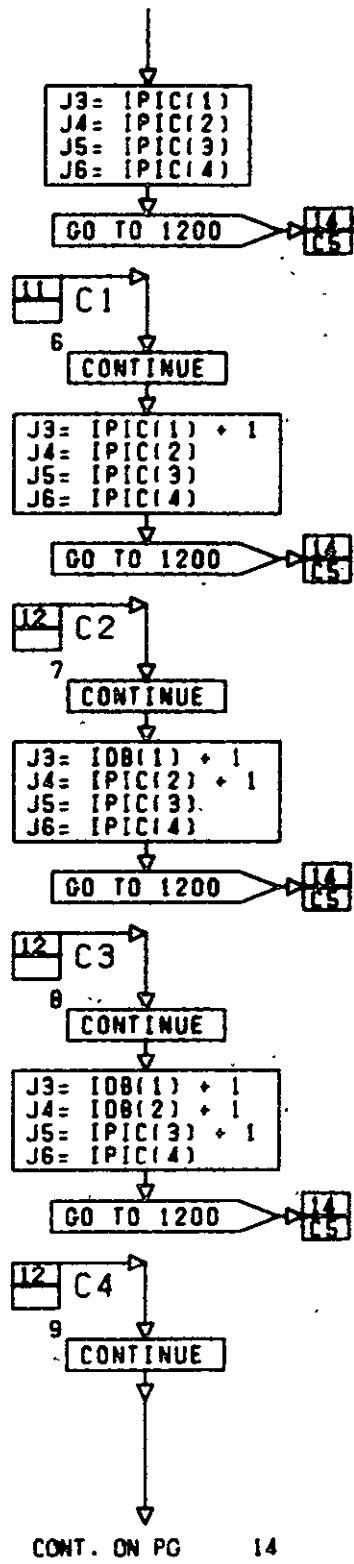 J3= IPIC(1)
J4= IPIC(2)
J5= IPIC(3)
J6= IPIC(4)
GO TO 1200
14
C5
11
C1
6
CONTINUE
J3= IPIC(1) + 1
J4= IPIC(2)
J5= IPIC(3)
J6= IPIC(4)
GO TO 1200
14
C5
12
C2
7
CONTINUE
J3= IDB(1) + 1
J4= IPIC(2) + 1
J5= IPIC(3)
J6= IPIC(4)
GO TO 1200
14
C5
12
C3
8
CONTINUE
J3= IDB(1) + 1
J4= IDB(2) + 1
J5= IPIC(3) + 1
J6= IPIC(4)
GO TO 1200
14
C5
12
C4
9
CONTINUE
CONT. ON PG 14